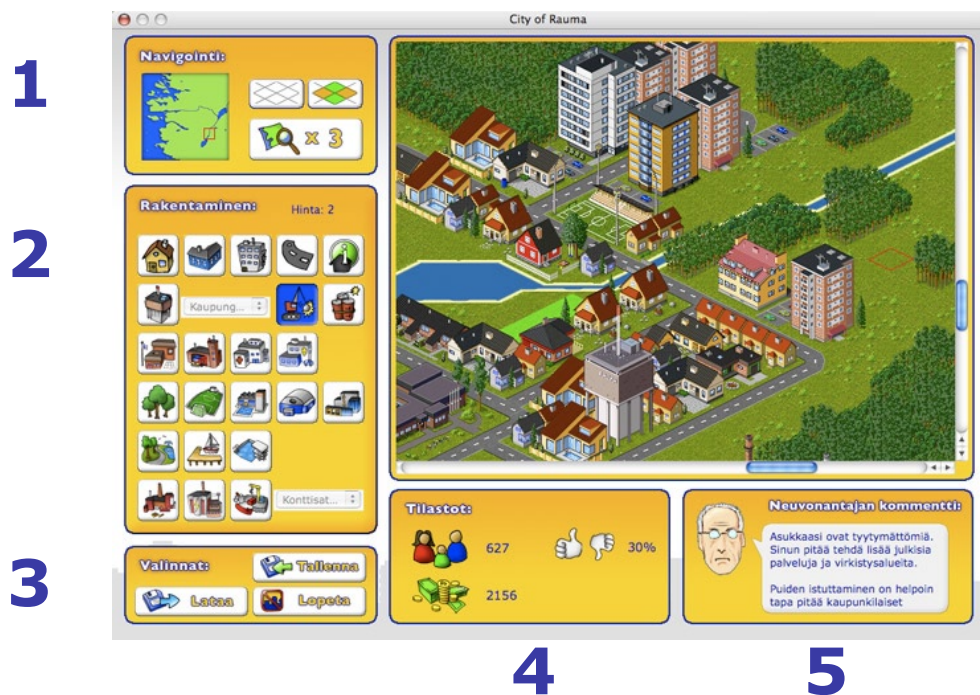 City of Rauma
1
Navigointi:
x 3
2
Rakentaminen:
Hinta: 2
Kaupung...
Konttisat...
3
Valinnat:
Tallenna
Lataa
Lopeta
Tilastot:
627
30%
2156
4
Neuvonantajan kommentti:
Asukkaasi ovat tyytymättömiä.
Sinun pitää tehdä lisää julkisia
palveluja ja virkistysalueita.
Puiden istuttaminen on helpoin
tapa pitää kaupunkilaiset
5